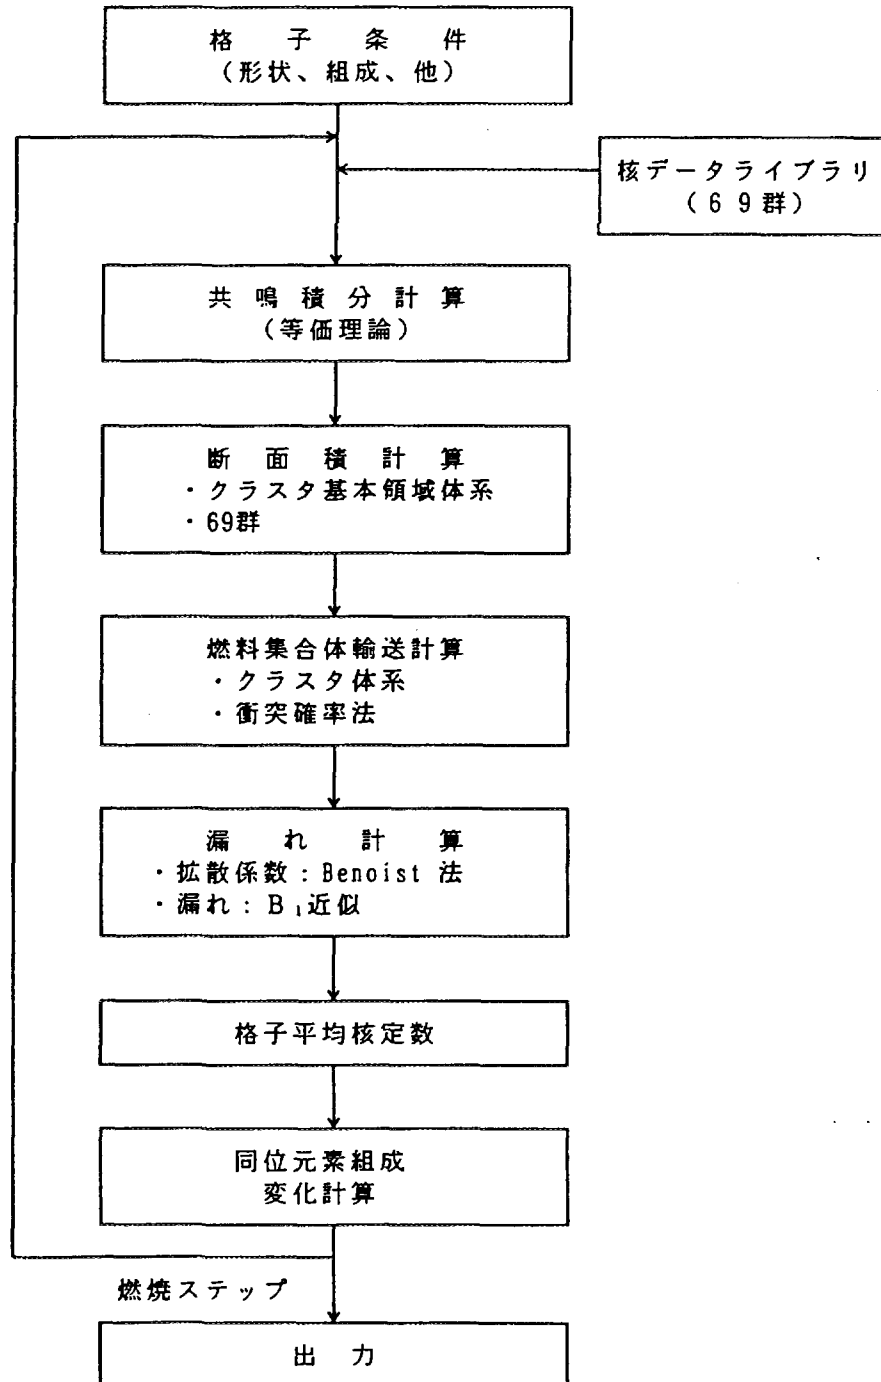 格子条件
(形状、組成、他)
核データライブラリ
(69群)
共鳴積分計算
(等価理論)
断面積計算
・クラスタ基本領域体系
・69群
燃料集合体輸送計算
・クラスタ体系
・衝突確率法
漏れ計算
・拡散係数:Benoist 法
・漏れ:B₁近似
格子平均核定数
同位元素組成
変化計算
燃焼ステップ
出力